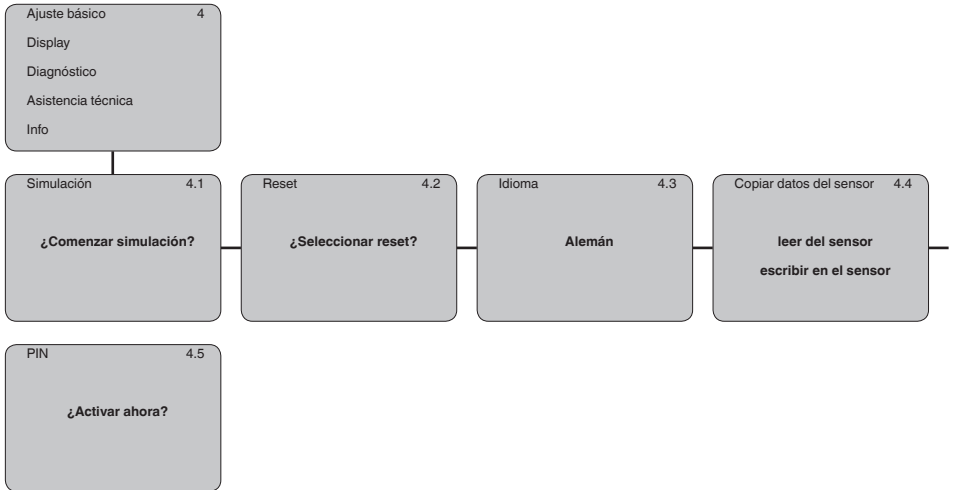 Ajuste básico 4
Display
Diagnóstico
Asistencia técnica
Info
Simulación 4.1
¿Comenzar simulación?
Reset 4.2
¿Seleccionar reset?
Idioma 4.3
Alemán
Copiar datos del sensor 4.4
leer del sensor
escribir en el sensor
PIN 4.5
¿Activar ahora?